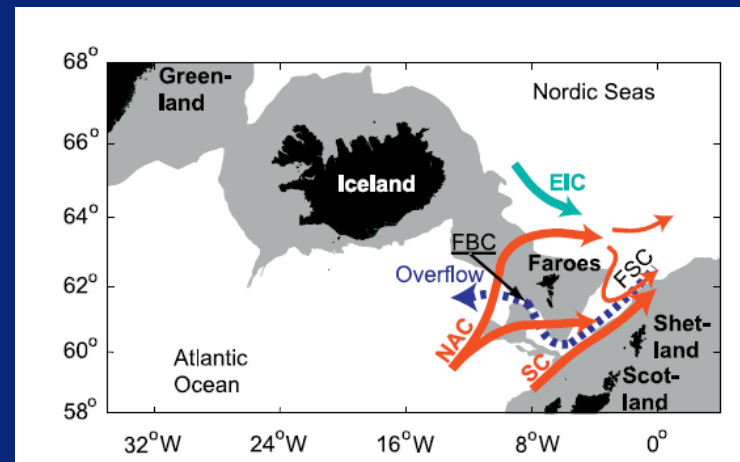 68°
66°
64°
62°
60°
58°
Green-
land
Nordic Seas
Iceland
EIC
FBC
Overflow
Faroes
FSC
NAC
SC
Shet-
land
Scot-
land
Atlantic
Ocean
32°W
24°W
16°W
8°W
0°